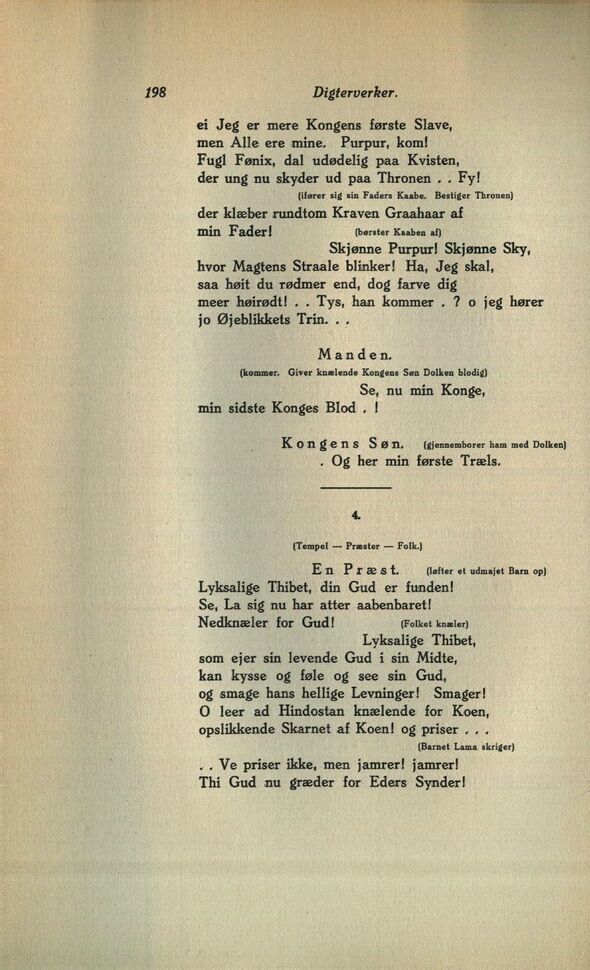 198
Digterverker.
ei Jeg er mere Kongens første Slave,
men Alle ere mine. Purpur, kom!
Fugl Fønix, dal udødelig paa Kvisten,
der ung nu skyder ud paa Thronen . . Fy!
(ifører sig sin Faders Kaabe. Bestiger Thronen)
der klæber rundtom Kraven Graahaar af
min Fader! (børster Kaaben af)
Skjønne Purpur! Skjønne Sky,
hvor Magtens Straale blinker! Ha, Jeg skal,
saa høit du rødmer end, dog farve dig
meer høirødt! . . Tys, han kommer . ? o jeg hører
jo Øjeblikkets Trin. . .
Manden.
(kommer. Giver knælende Kongens Søn Dolken blodig)
Se, nu min Konge,
min sidste Konges Blod . !
Kongens Søn. (gjennemborer ham med Dolken)
. Og her min første Træls.
4.
(Tempel — Præster — Folk.)
En Præst. (løfter et udmajet Barn op)
Lyksalige Thibet, din Gud er funden!
Se, La sig nu har atter aabenbaret!
Nedknæler for Gud! (Folket knæler)
Lyksalige Thibet,
som ejer sin levende Gud i sin Midte,
kan kysse og føle og see sin Gud,
og smage hans hellige Levninger! Smager!
O leer ad Hindostan knælende for Koen,
opslikkende Skarnet af Koen! og priser . . .
(Barnet Lama skriger)
. . Ve priser ikke, men jamrer! jamrer!
Thi Gud nu græder for Eders Synder!